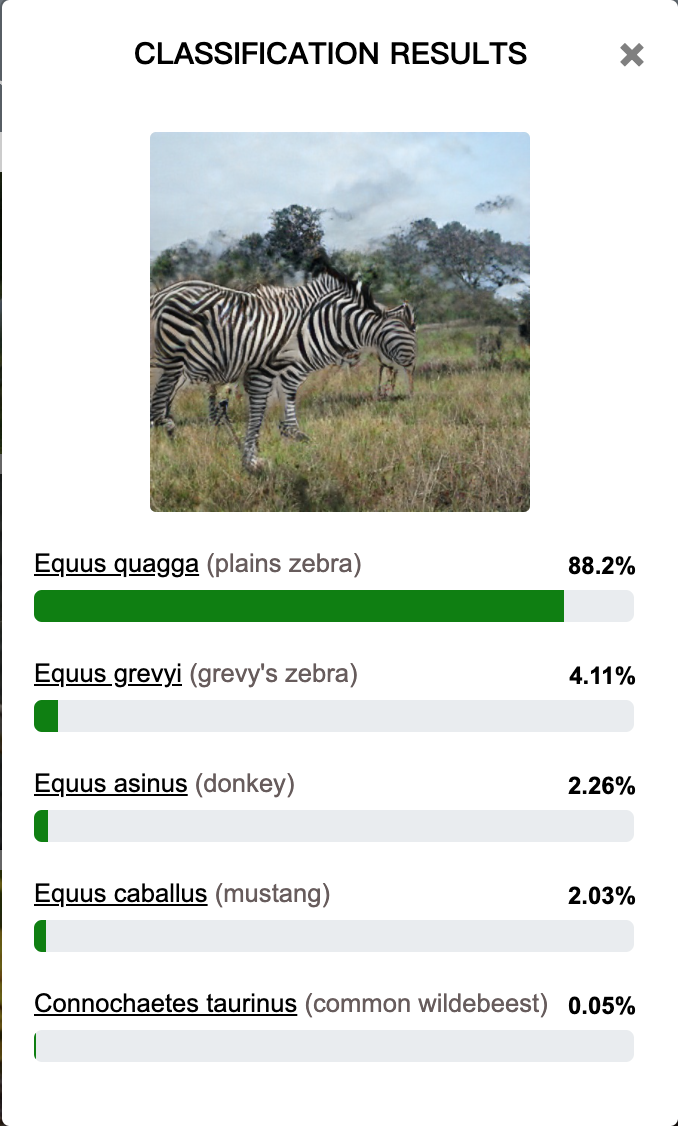 CLASSIFICATION RESULTS
Equus quagga (plains zebra) 88.2%
Equus grevyi (grevy's zebra) 4.11%
Equus asinus (donkey) 2.26%
Equus caballus (mustang) 2.03%
Connochaetes taurinus (common wildebeest) 0.05%